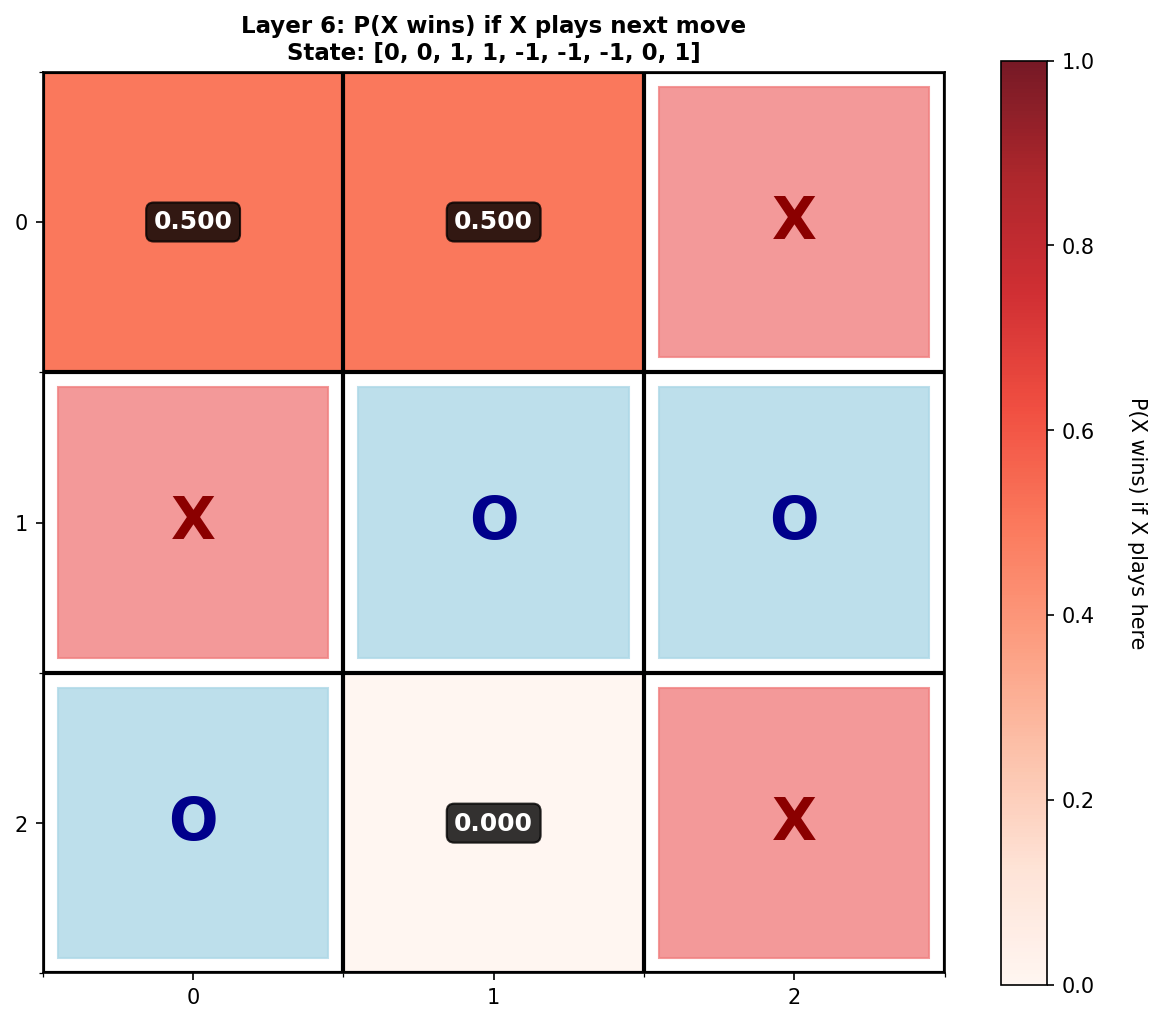 Layer 6: P(X wins) if X plays next move
State: [0, 0, 1, 1, -1, -1, -1, 0, 1]
0
0.500
0.500
X
1
X
O
O
2
O
0.000
X
0
1
2
1.0
0.8
0.6
0.4
0.2
0.0
P(X wins) if X plays here